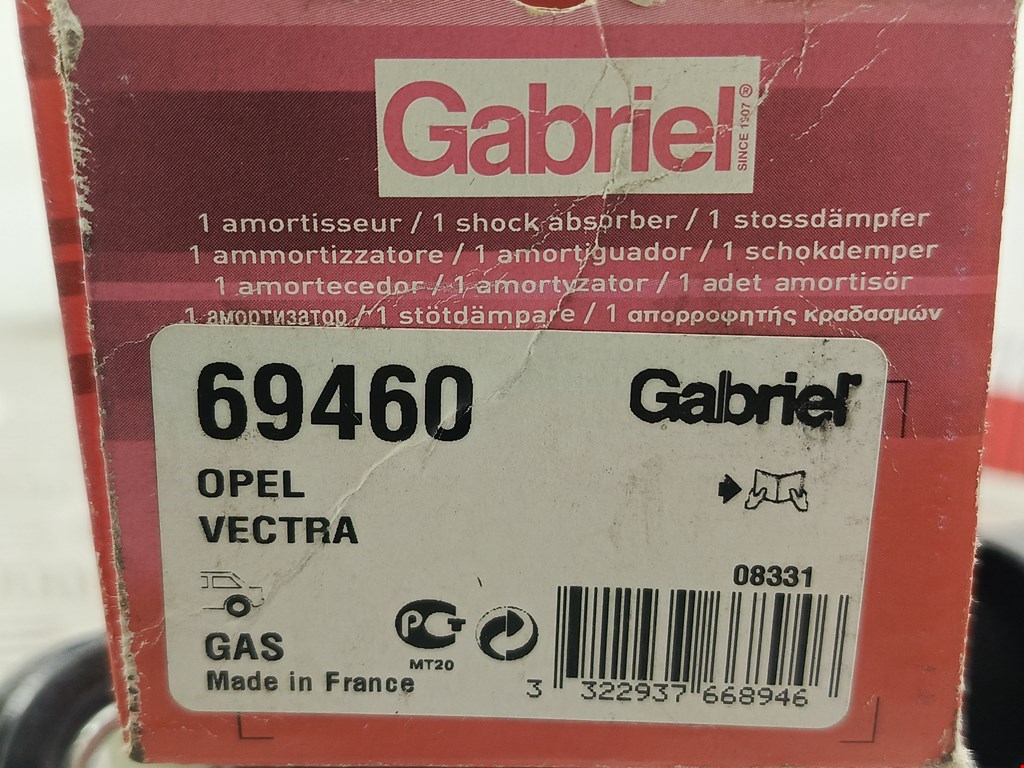 Gabriel®
SINCE 1907
1 amortisseur / 1 shock absorber / 1 stossdämpfer
1 ammortizzatore / 1 amortiguador / 1 schokdemper
1 amortecedor / 1 amortyzator / 1 adet amortisör
1 амортизатор / 1 stötdämpare / 1 απορροφητής κραδασμών
69460
Gabriel
OPEL
VECTRA
08331
GAS
РСТ
MT20
Made in France
3 322937 668946